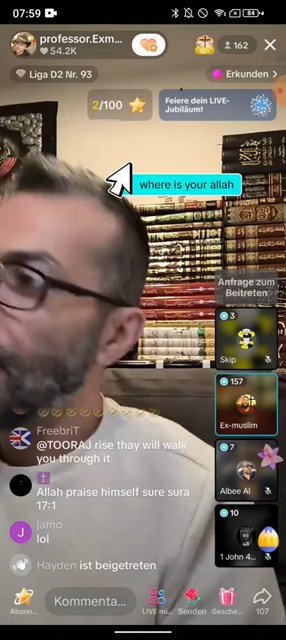 07:59
84
professor.Exm...
54.2K
162
Liga D2 Nr. 93
Erkunden >
2/100
Feiere dein LIVE-
Jubiläum!
where is your allah
Anfrage zum
Beitreten
3
Skip
157
Ex-muslim
7
Albee Al
10
1 John 4...
FreebriT
@TOORAJ rise thay will walk
you through it
Allah praise himself sure sura
17:1
J
jamo
lol
Hayden ist beigetreten
Abonn...
Kommenta...
LIVE mi...
Senden
Gesche...
107